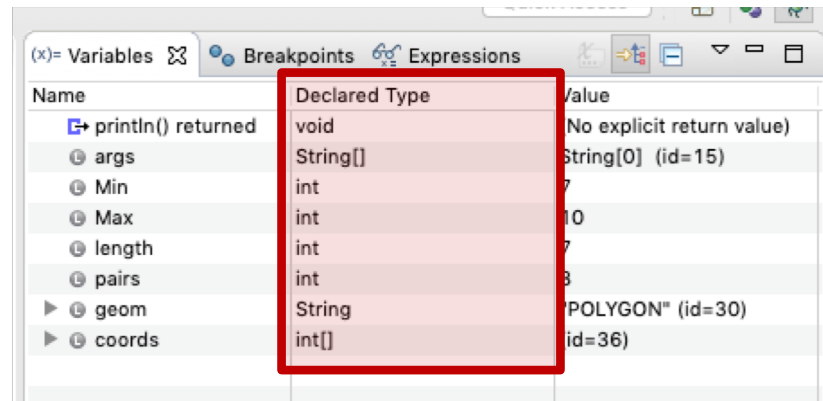 (x)= Variables Breakpoints Expressions
Name Declared Type Value
println() returned void (No explicit return value)
args String[] String[0] (id=15)
Min int 7
Max int 10
length int 7
pairs int
geom String "POLYGON" (id=30)
coords int[] (id=36)